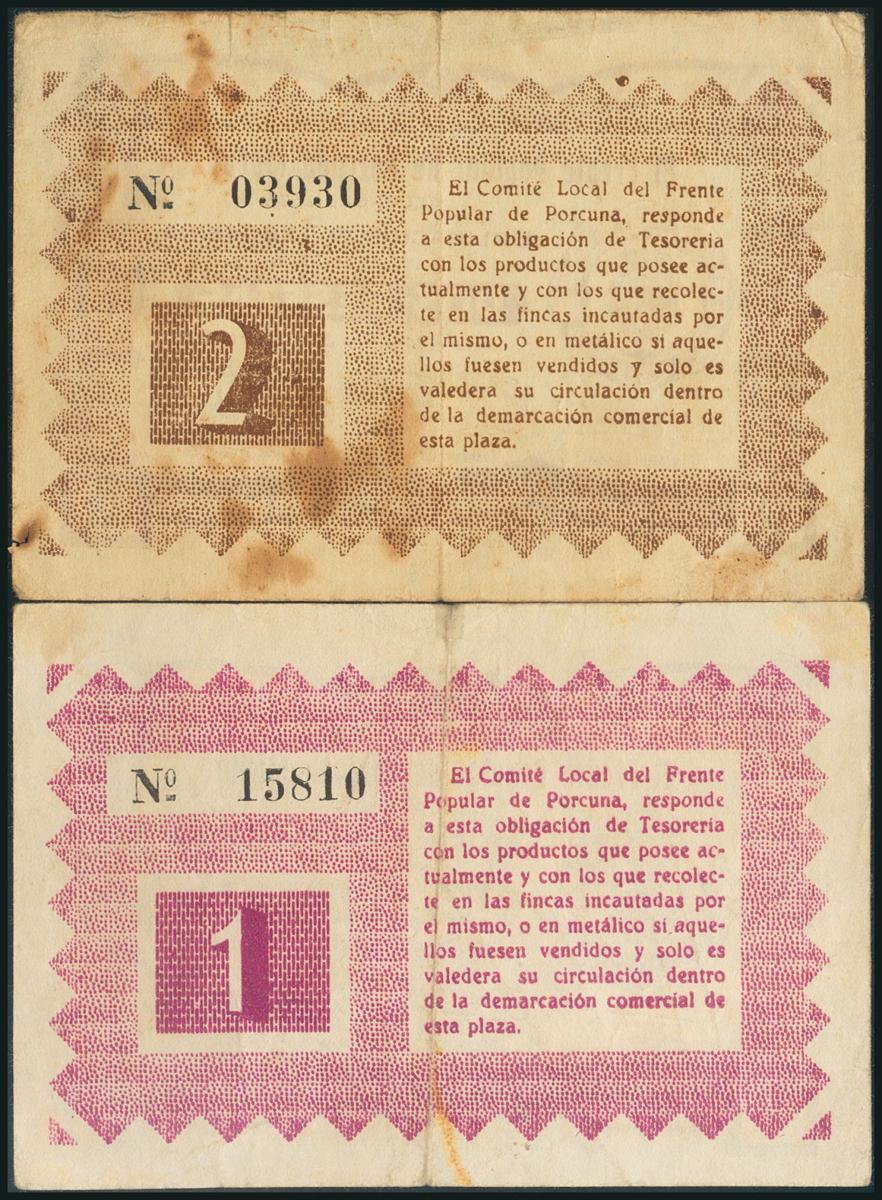 Nº 03930
2
El Comité Local del Frente
Popular de Porcuna, responde
a esta obligación de Tesoreria
con los productos que posee ac-
tualmente y con los que recolec-
te en las fincas incautadas por
el mismo, o en metálico si aque-
llos fuesen vendidos y solo es
valedera su circulación dentro
de la demarcación comercial de
esta plaza.
Nº 15810
1
El Comité Local del Frente
Popular de Porcuna, responde
a esta obligación de Tesorería
con los productos que posee ac-
tualmente y con los que recolec-
te en las fincas incautadas por
el mismo, o en metálico si aque-
llos fuesen vendidos y solo es
valedera su circulación dentro
de la demarcación comercial de
esta plaza.